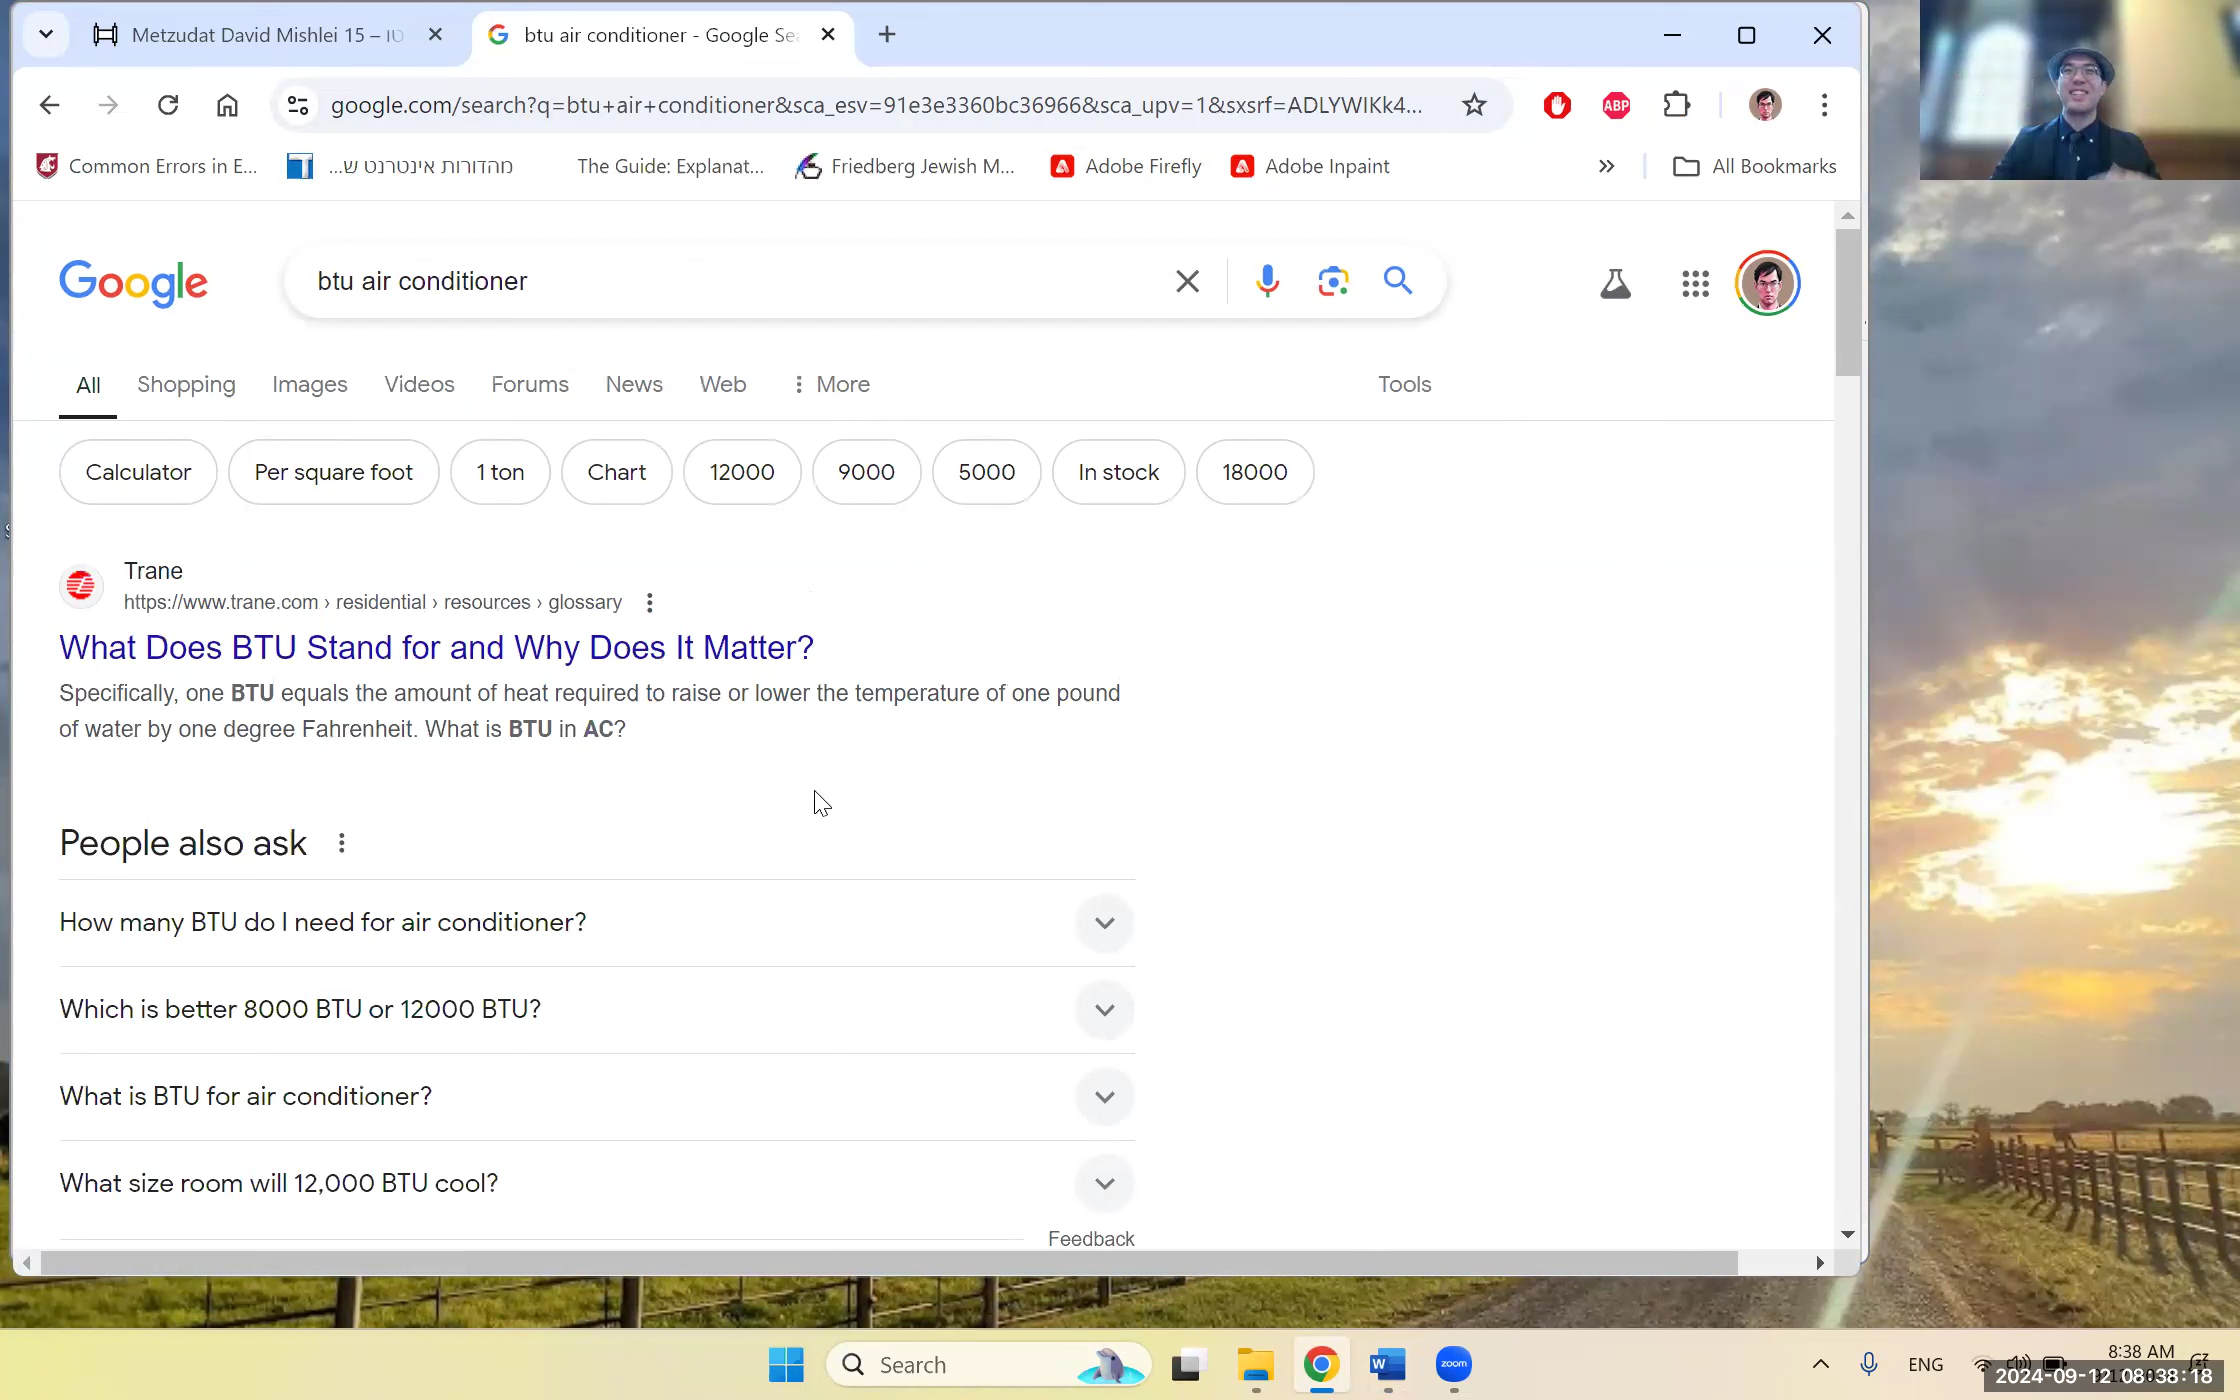 Metzudat David Mishlei 15 – טו
btu air conditioner - Google Sea
google.com/search?q=btu+air+conditioner&sca_esv=91e3e3360bc36966&sca_upv=1&sxsrf=ADLYWIKk4...
ABP
Common Errors in E...
מהדורות אינטרנט ש...
The Guide: Explanat...
Friedberg Jewish M...
Adobe Firefly
Adobe Inpaint
All Bookmarks
Google
btu air conditioner
All
Shopping
Images
Videos
Forums
News
Web
More
Tools
Calculator
Per square foot
1 ton
Chart
12000
9000
5000
In stock
18000
Trane
https://www.trane.com › residential › resources › glossary
What Does BTU Stand for and Why Does It Matter?
Specifically, one BTU equals the amount of heat required to raise or lower the temperature of one pound
of water by one degree Fahrenheit. What is BTU in AC?
People also ask
How many BTU do I need for air conditioner?
Which is better 8000 BTU or 12000 BTU?
What is BTU for air conditioner?
What size room will 12,000 BTU cool?
Feedback
Search
W
zoom
ENG
8:38 AM
2024-09-12 08:38:18